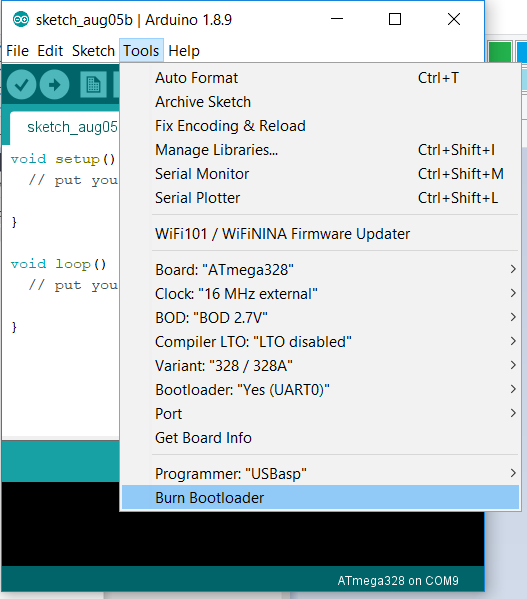 sketch_aug05b | Arduino 1.8.9
File Edit Sketch Tools Help
Auto Format Ctrl+T
Archive Sketch
Fix Encoding & Reload
Manage Libraries... Ctrl+Shift+I
Serial Monitor Ctrl+Shift+M
Serial Plotter Ctrl+Shift+L
WiFi101 / WiFiNINA Firmware Updater
Board: "ATmega328"
Clock: "16 MHz external"
BOD: "BOD 2.7V"
Compiler LTO: "LTO disabled"
Variant: "328 / 328A"
Bootloader: "Yes (UART0)"
Port
Get Board Info
Programmer: "USBasp"
Burn Bootloader
sketch_aug05
void setup()
// put you
}
void loop()
// put you
}
ATmega328 on COM9